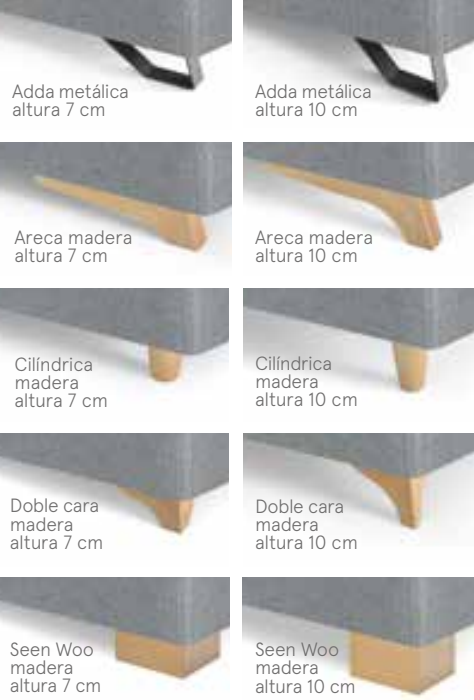 Adda metálica
altura 7 cm
Adda metálica
altura 10 cm
Areca madera
altura 7 cm
Areca madera
altura 10 cm
Cilíndrica
madera
altura 7 cm
Cilíndrica
madera
altura 10 cm
Doble cara
madera
altura 7 cm
Doble cara
madera
altura 10 cm
Seen Woo
madera
altura 7 cm
Seen Woo
madera
altura 10 cm